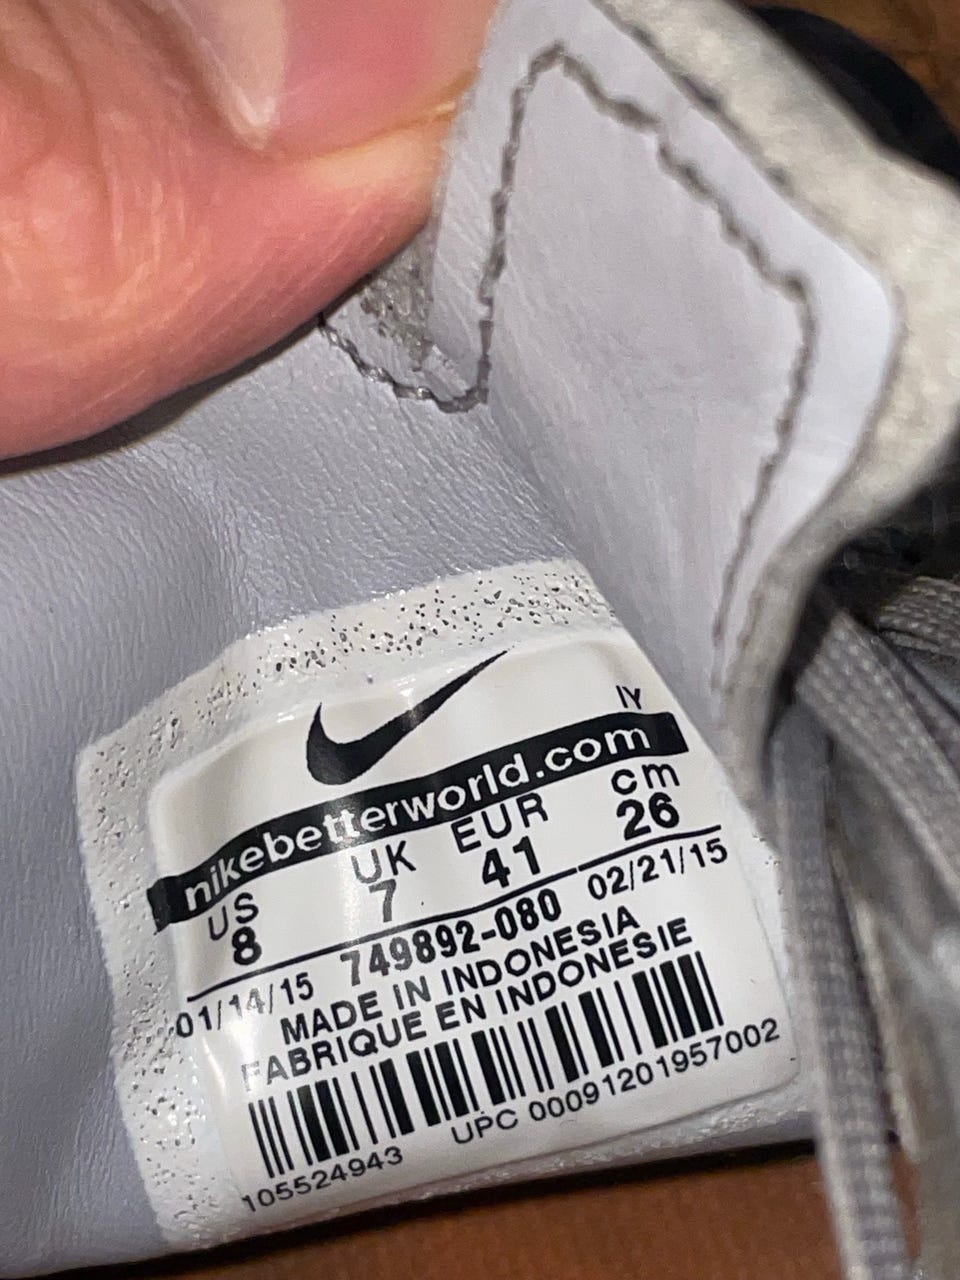 IY
nikebetterworld.com
US UK EUR cm
8 7 41 26
01/14/15 749892-080 02/21/15
MADE IN INDONESIA
FABRIQUE EN INDONESIE
105524943 UPC 00091201957002